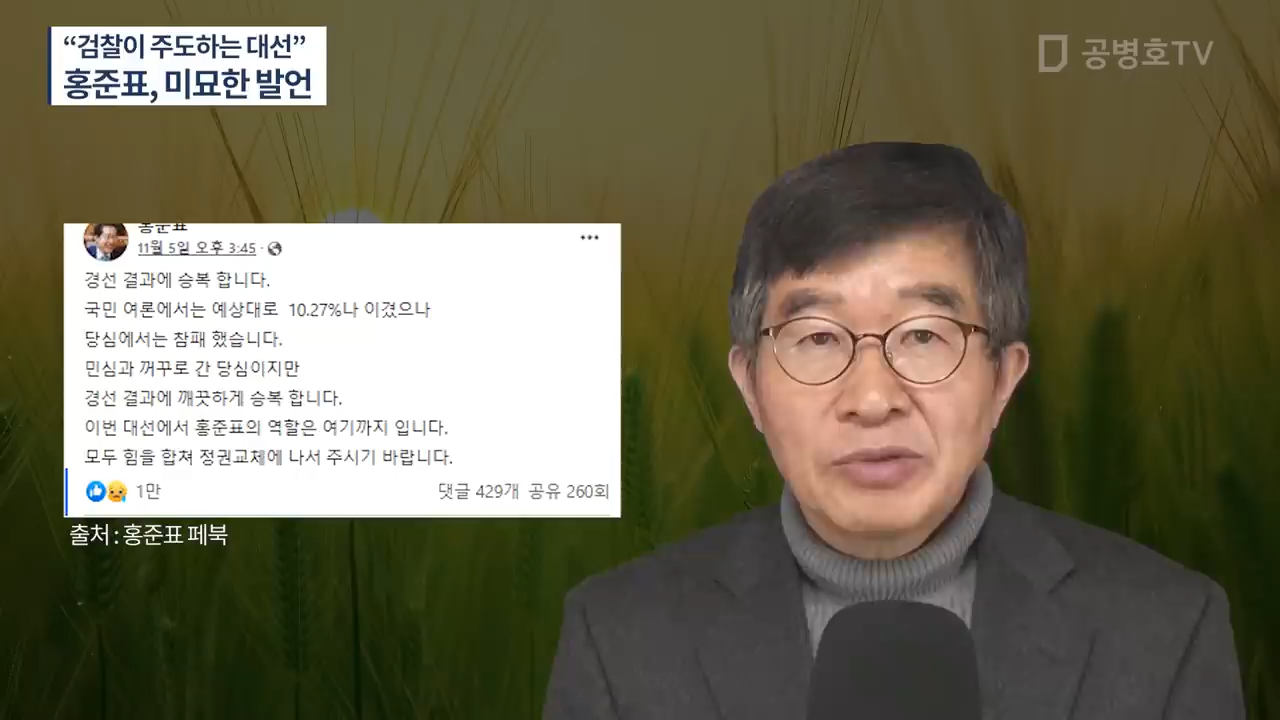 “검찰이 주도하는 대선”
홍준표, 미묘한 발언
공병호TV
홍준표
11월 5일 오후 3:45 ·
경선 결과에 승복 합니다.
국민 여론에서는 예상대로 10.27%나 이겼으나
당심에서는 참패 했습니다.
민심과 꺼꾸로 간 당심이지만
경선 결과에 깨끗하게 승복 합니다.
이번 대선에서 홍준표의 역할은 여기까지 입니다.
모두 힘을 합쳐 정권교체에 나서 주시기 바랍니다.
1만 댓글 429개 공유 260회
출처 : 홍준표 페북